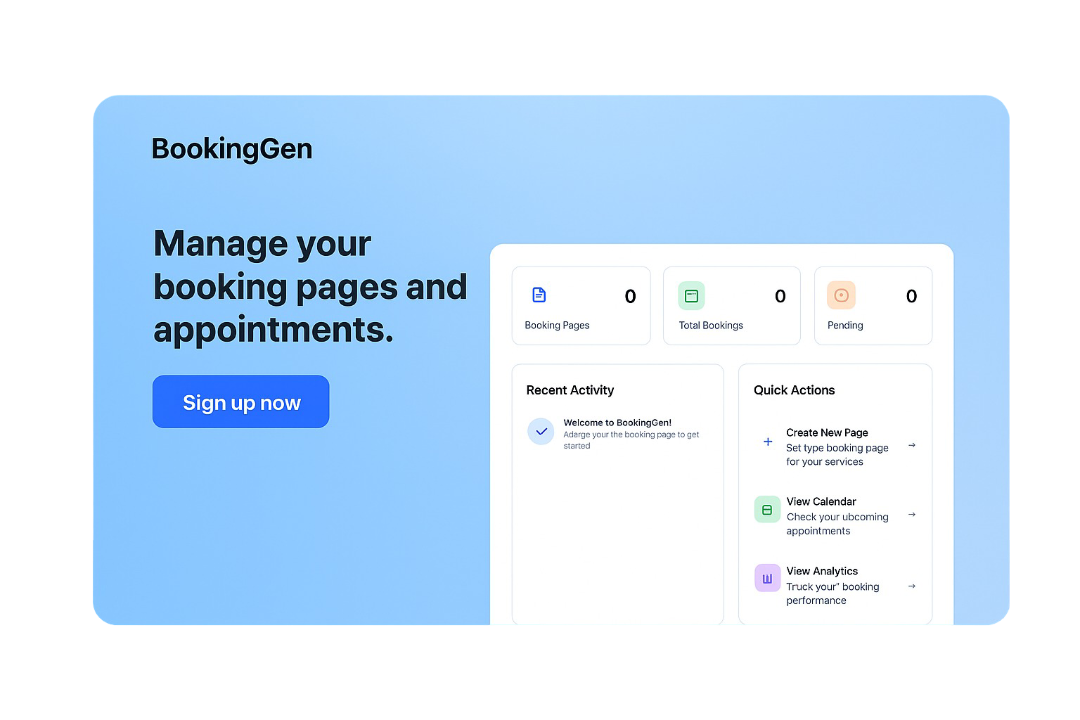 BookingGen
Manage your
booking pages and
appointments.
Sign up now
0
Booking Pages
0
Total Bookings
0
Pending
Recent Activity
Welcome to BookingGen!
Adarge your the booking page to get
started
Quick Actions
Create New Page
Set type booking page
for your services
View Calendar
Check your ubcoming
appointments
View Analytics
Truck your" booking
performance